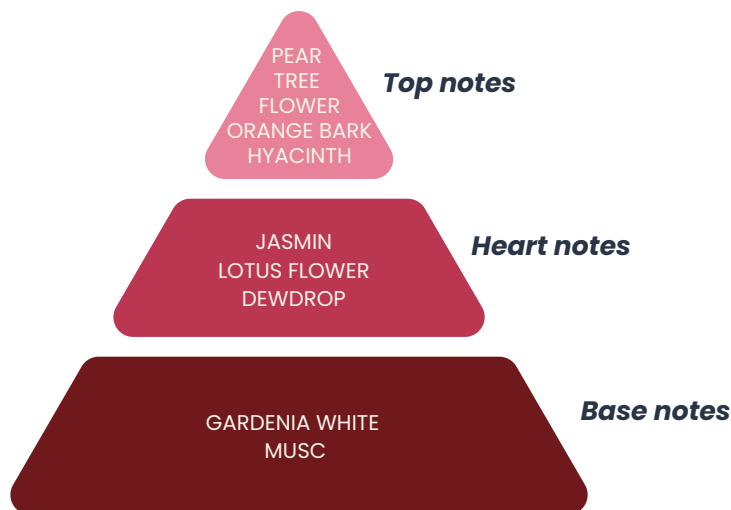 PEAR
TREE
FLOWER
ORANGE BARK
HYACINTH
Top notes
JASMIN
LOTUS FLOWER
DEWDROP
Heart notes
GARDENIA WHITE
MUSC
Base notes